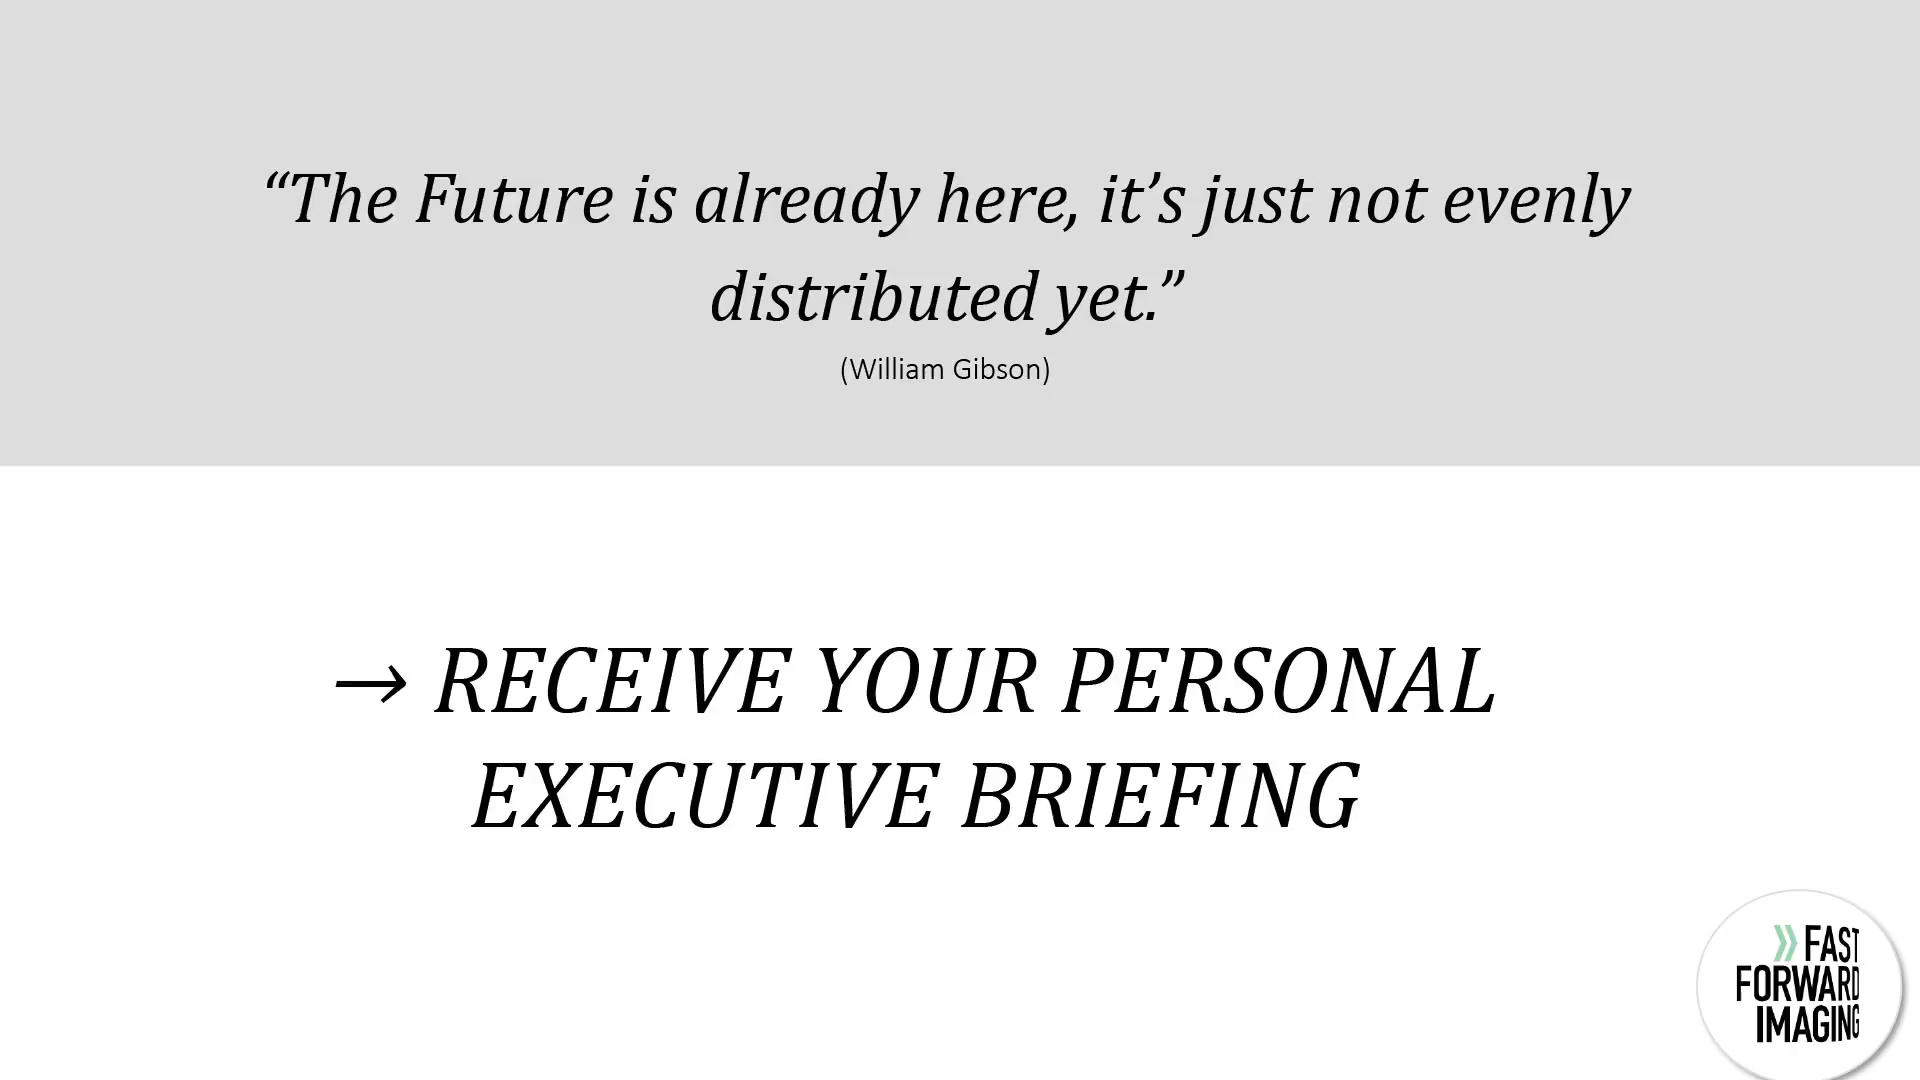 “The Future is already here, it’s just not evenly
distributed yet.”
(William Gibson)
→ RECEIVE YOUR PERSONAL
EXECUTIVE BRIEFING
FAST
FORWARD
IMAGING